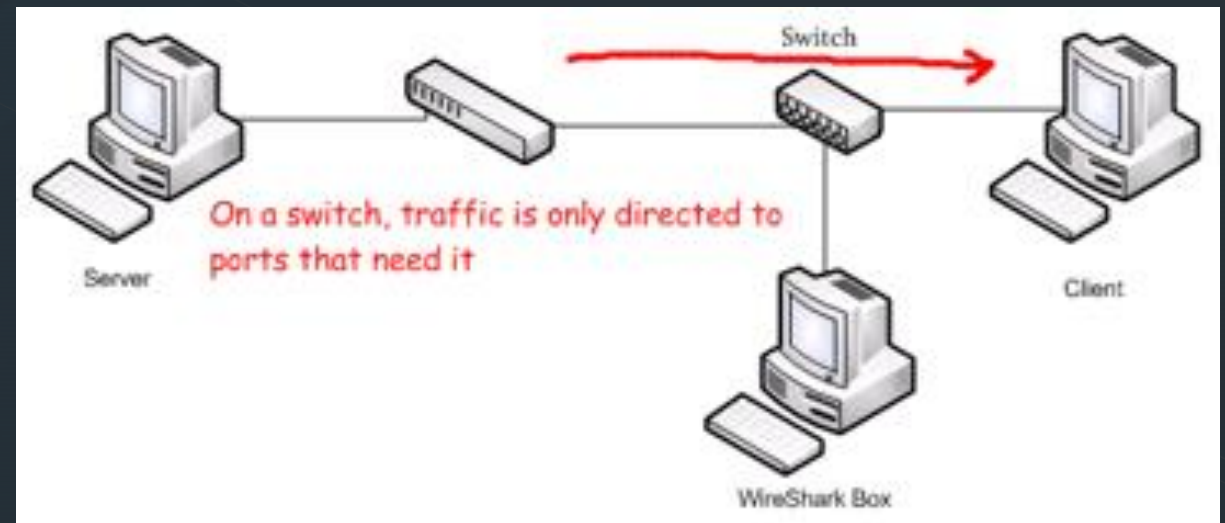 Switch
On a switch, traffic is only directed to
ports that need it
Server
Client
WireShark Box